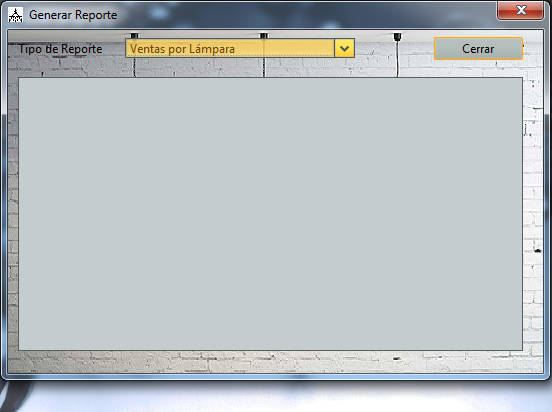 Generar Reporte
Tipo de Reporte
Ventas por Lámpara
Cerrar